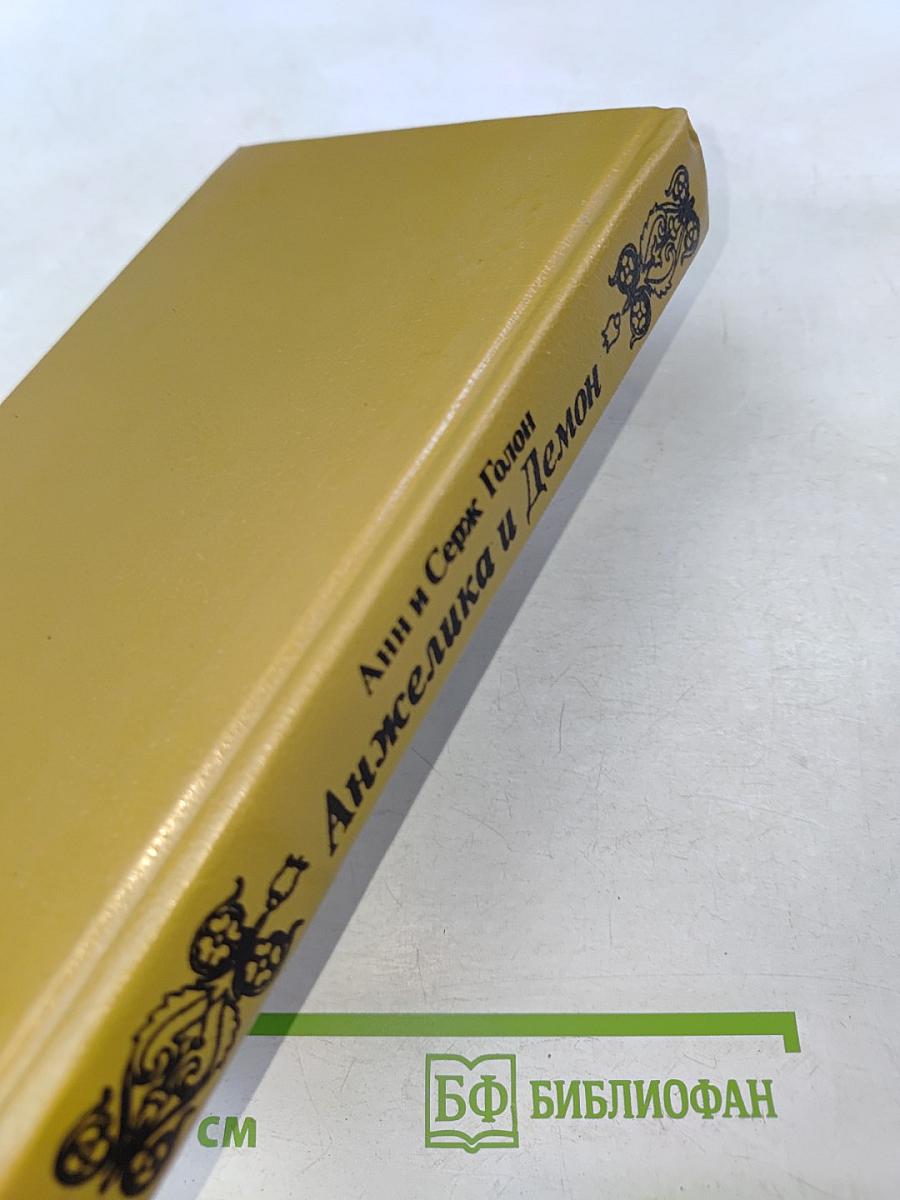 Анн и Серж Голон
Анжелика и Демон
см
БФ БИБЛИОФАН